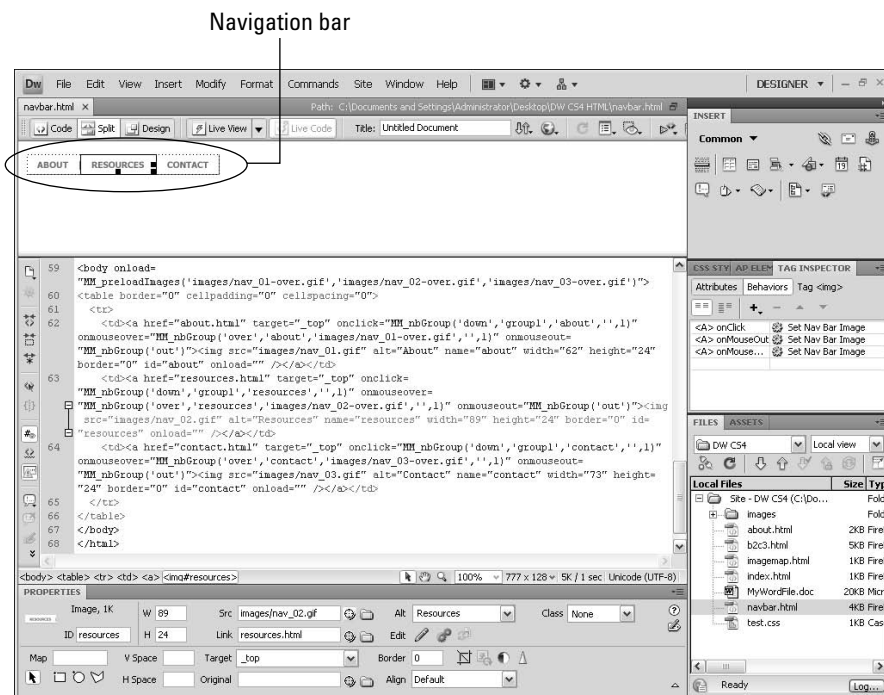 Navigation bar
Dw File Edit View Insert Modify Format Commands Site Window Help DESIGNER
navbar.html × Path: C:\Documents and Settings\Administrator\Desktop\DW CS4 HTML\navbar.html
Code Split Design Live View Live Code Title: Untitled Document
ABOUT RESOURCES CONTACT
59 <body onload=
"MM_preloadImages('images/nav_01-over.gif','images/nav_02-over.gif','images/nav_03-over.gif')">
60 <table border="0" cellpadding="0" cellspacing="0">
61 <tr>
62 <td><a href="about.html" target="_top" onclick="MM_nbGroup('down','group1','about','',1)"
onmouseover="MM_nbGroup('over','about','images/nav_01-over.gif','',1)" onmouseout=
"MM_nbGroup('out')"><img src="images/nav_01.gif" alt="About" name="about" width="62" height="24"
border="0" id="about" onload="" /></a></td>
63 <td><a href="resources.html" target="_top" onclick=
"MM_nbGroup('down','group1','resources','',1)" onmouseover=
"MM_nbGroup('over','resources','images/nav_02-over.gif','',1)" onmouseout="MM_nbGroup('out')"><img
src="images/nav_02.gif" alt="Resources" name="resources" width="89" height="24" border="0" id=
"resources" onload="" /></a></td>
64 <td><a href="contact.html" target="_top" onclick="MM_nbGroup('down','group1','contact','',1)"
onmouseover="MM_nbGroup('over','contact','images/nav_03-over.gif','',1)" onmouseout=
"MM_nbGroup('out')"><img src="images/nav_03.gif" alt="Contact" name="contact" width="73" height=
"24" border="0" id="contact" onload="" /></a></td>
65 </tr>
66 </table>
67 </body>
68 </html>
<body> <table> <tr> <td> <a> <img#resources> 100% 777 x 128 5K / 1 sec Unicode (UTF-8)
PROPERTIES
Image, 1K W 89 Src images/nav_02.gif Alt Resources Class None
ID resources H 24 Link resources.html Edit
Map V Space Target _top Border 0
H Space Original Align Default
INSERT
Common
19
CSS STY AP ELEM TAG INSPECTOR
Attributes Behaviors Tag <img>
<A> onClick Set Nav Bar Image
<A> onMouseOut Set Nav Bar Image
<A> onMouse... Set Nav Bar Image
FILES ASSETS
DW CS4 Local view
Local Files Size Typ
Site - DW CS4 (C:\Do... Fold
images Fold
about.html 2KB Fire
b2c3.html 5KB Fire
imagemap.html 1KB Fire
index.html 1KB Fire
MyWordFile.doc 20KB Micr
navbar.html 4KB Fire
test.css 1KB Cas
Ready Log...